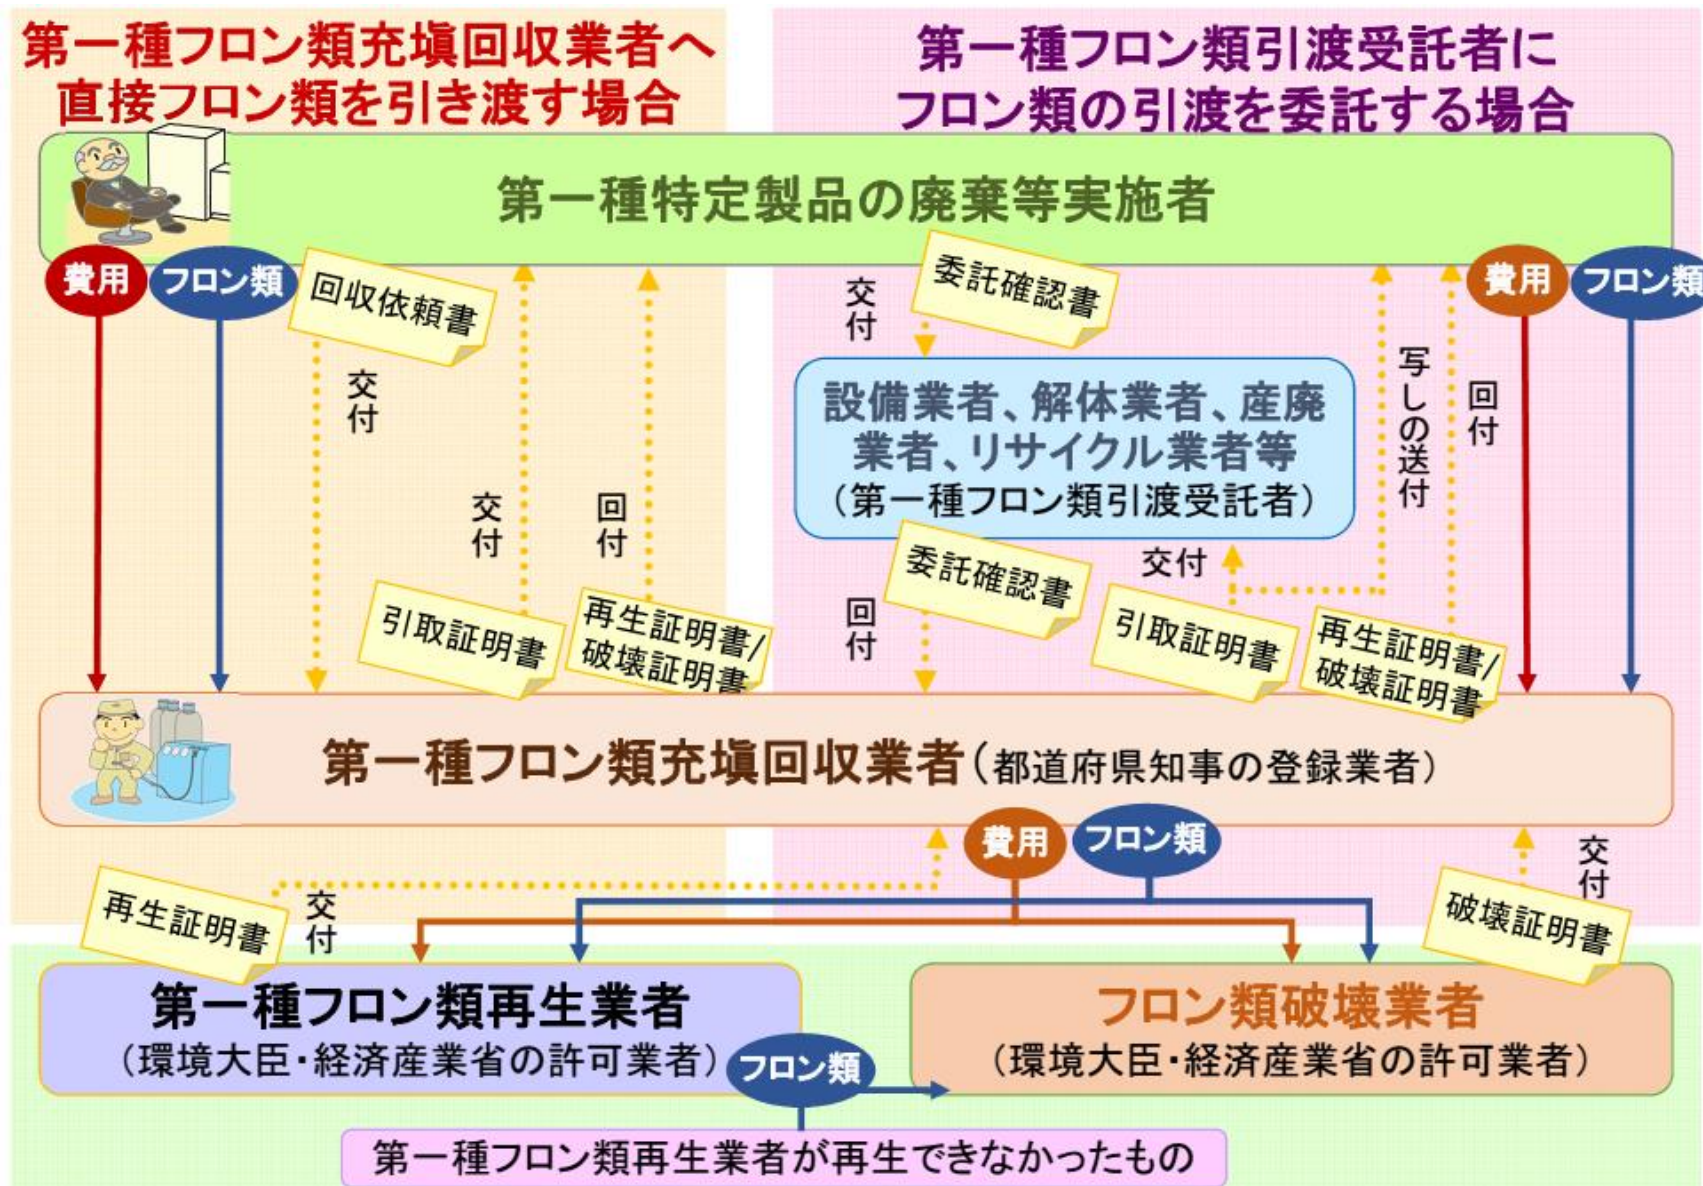 第一種フロン類充塡回収業者へ
直接フロン類を引き渡す場合
第一種フロン類引渡受託者に
フロン類の引渡を委託する場合
第一種特定製品の廃棄等実施者
費用
フロン類
回収依頼書
交付
交付
引取証明書
回付
再生証明書/
破壊証明書
交付
委託確認書
設備業者、解体業者、産廃
業者、リサイクル業者等
(第一種フロン類引渡受託者)
回付
委託確認書
交付
引取証明書
写しの送付
回付
再生証明書/
破壊証明書
費用
フロン類
第一種フロン類充塡回収業者(都道府県知事の登録業者)
費用
フロン類
再生証明書
交付
交付
破壊証明書
第一種フロン類再生業者
(環境大臣・経済産業省の許可業者)
フロン類
フロン類破壊業者
(環境大臣・経済産業省の許可業者)
第一種フロン類再生業者が再生できなかったもの